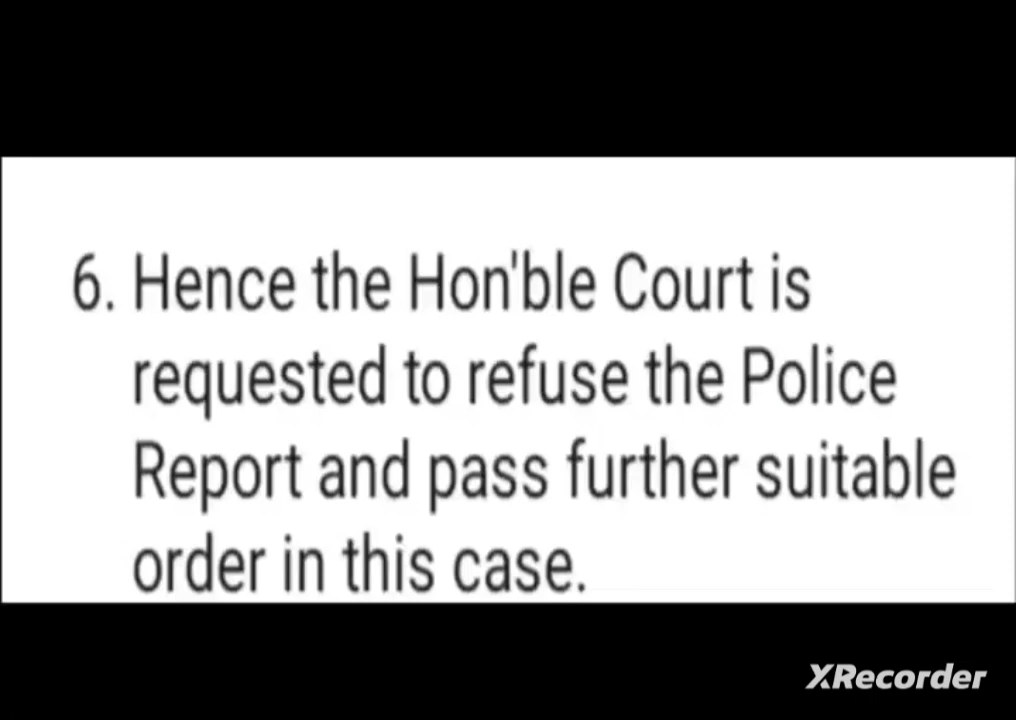 6. Hence the Hon'ble Court is
requested to refuse the Police
Report and pass further suitable
order in this case.
XRecorder